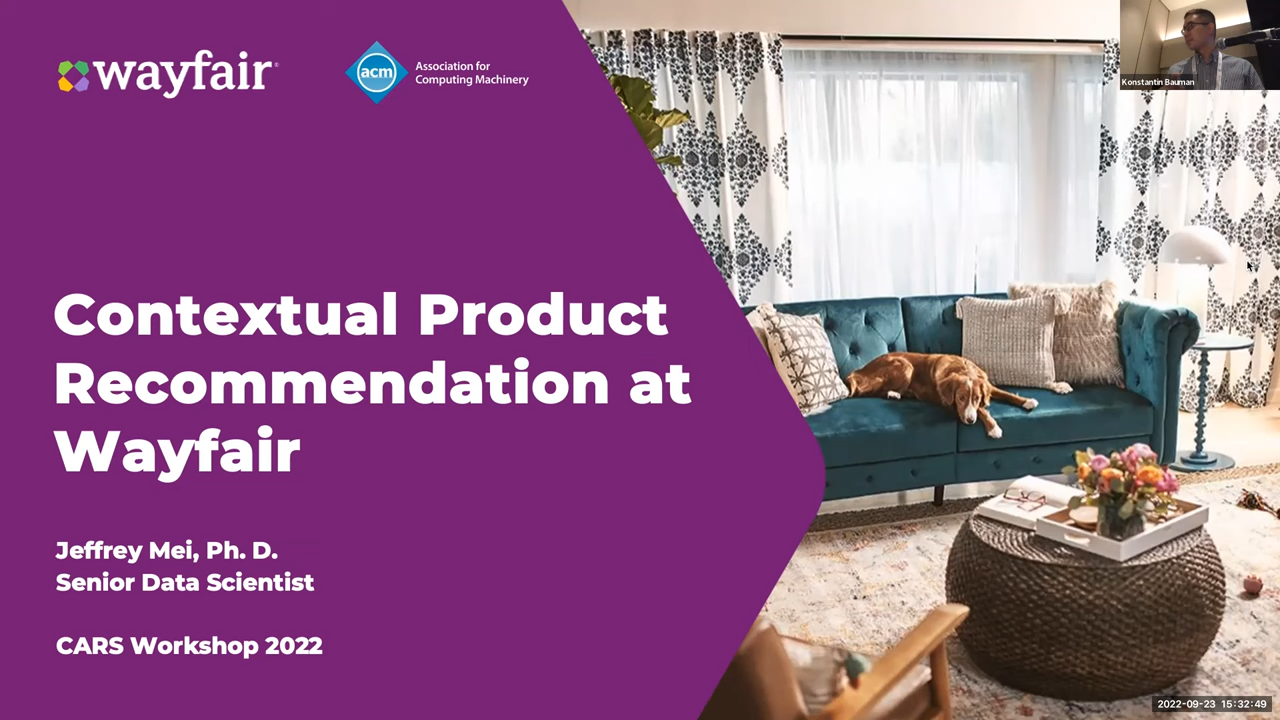 wayfair
acm
Association for
Computing Machinery
Konstantin Bauman
Contextual Product
Recommendation at
Wayfair
Jeffrey Mei, Ph. D.
Senior Data Scientist
CARS Workshop 2022
2022-09-23 15:32:49